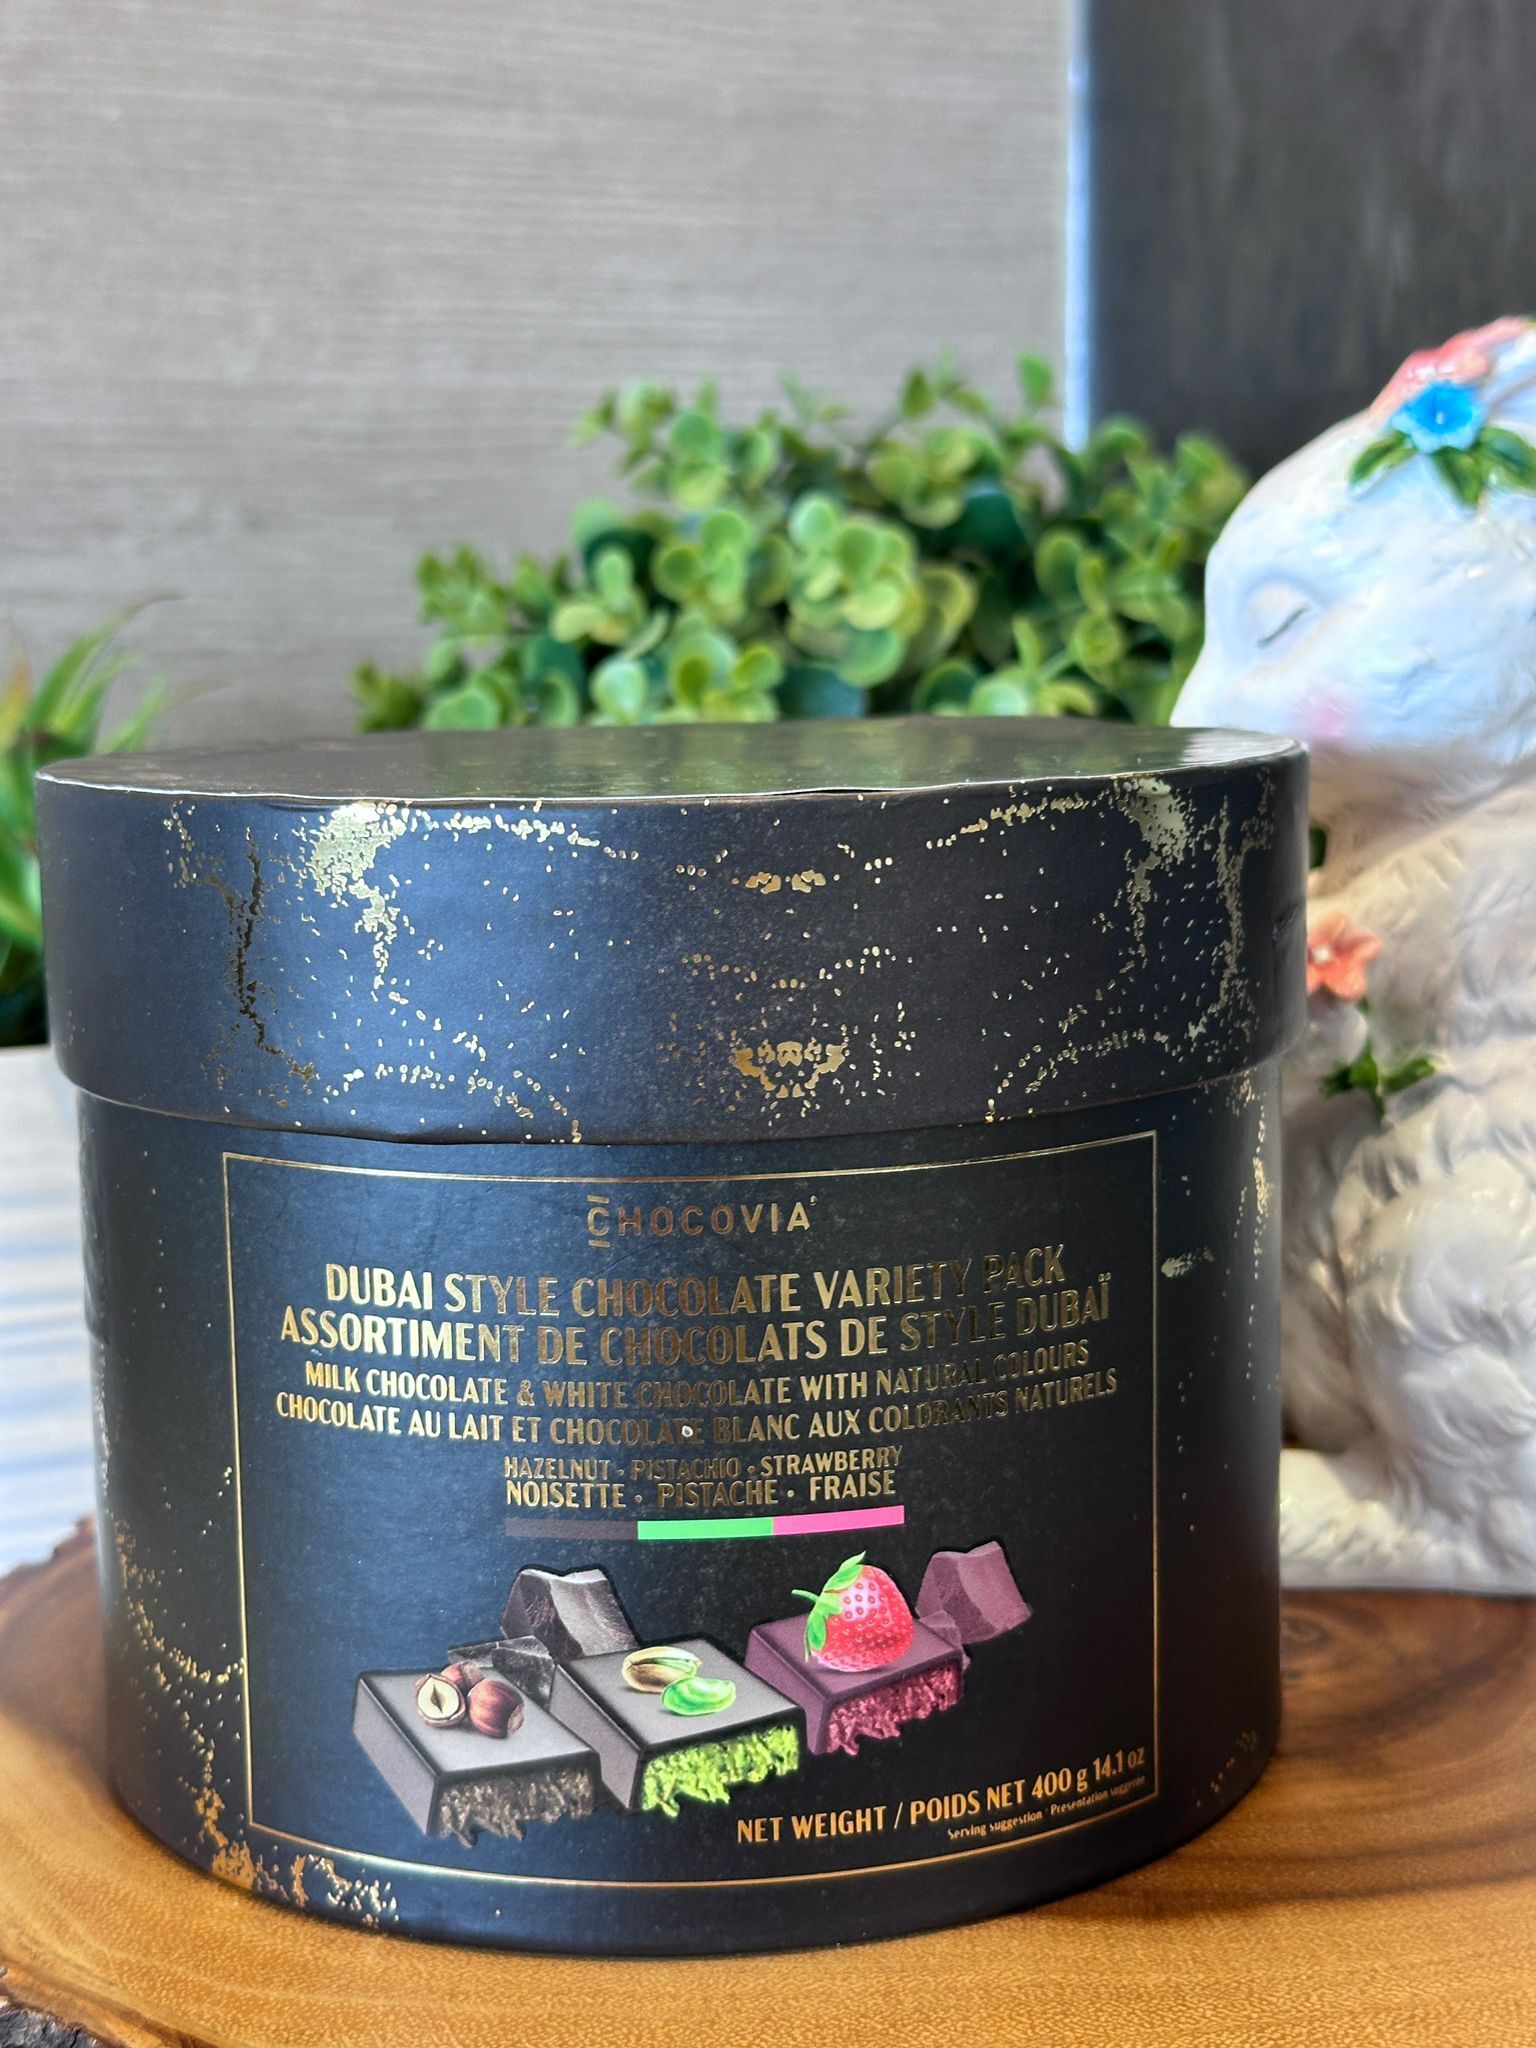 CHOCOVIA
DUBAI STYLE CHOCOLATE VARIETY PACK
ASSORTIMENT DE CHOCOLATS DE STYLE DUBAÏ
MILK CHOCOLATE & WHITE CHOCOLATE WITH NATURAL COLOURS
CHOCOLATE AU LAIT ET CHOCOLATE BLANC AUX COLORANTS NATURELS
HAZELNUT · PISTACHIO · STRAWBERRY
NOISETTE · PISTACHE · FRAISE
NET WEIGHT / POIDS NET 400 g 14.1 oz
Serving suggestion · Presentation suggérée